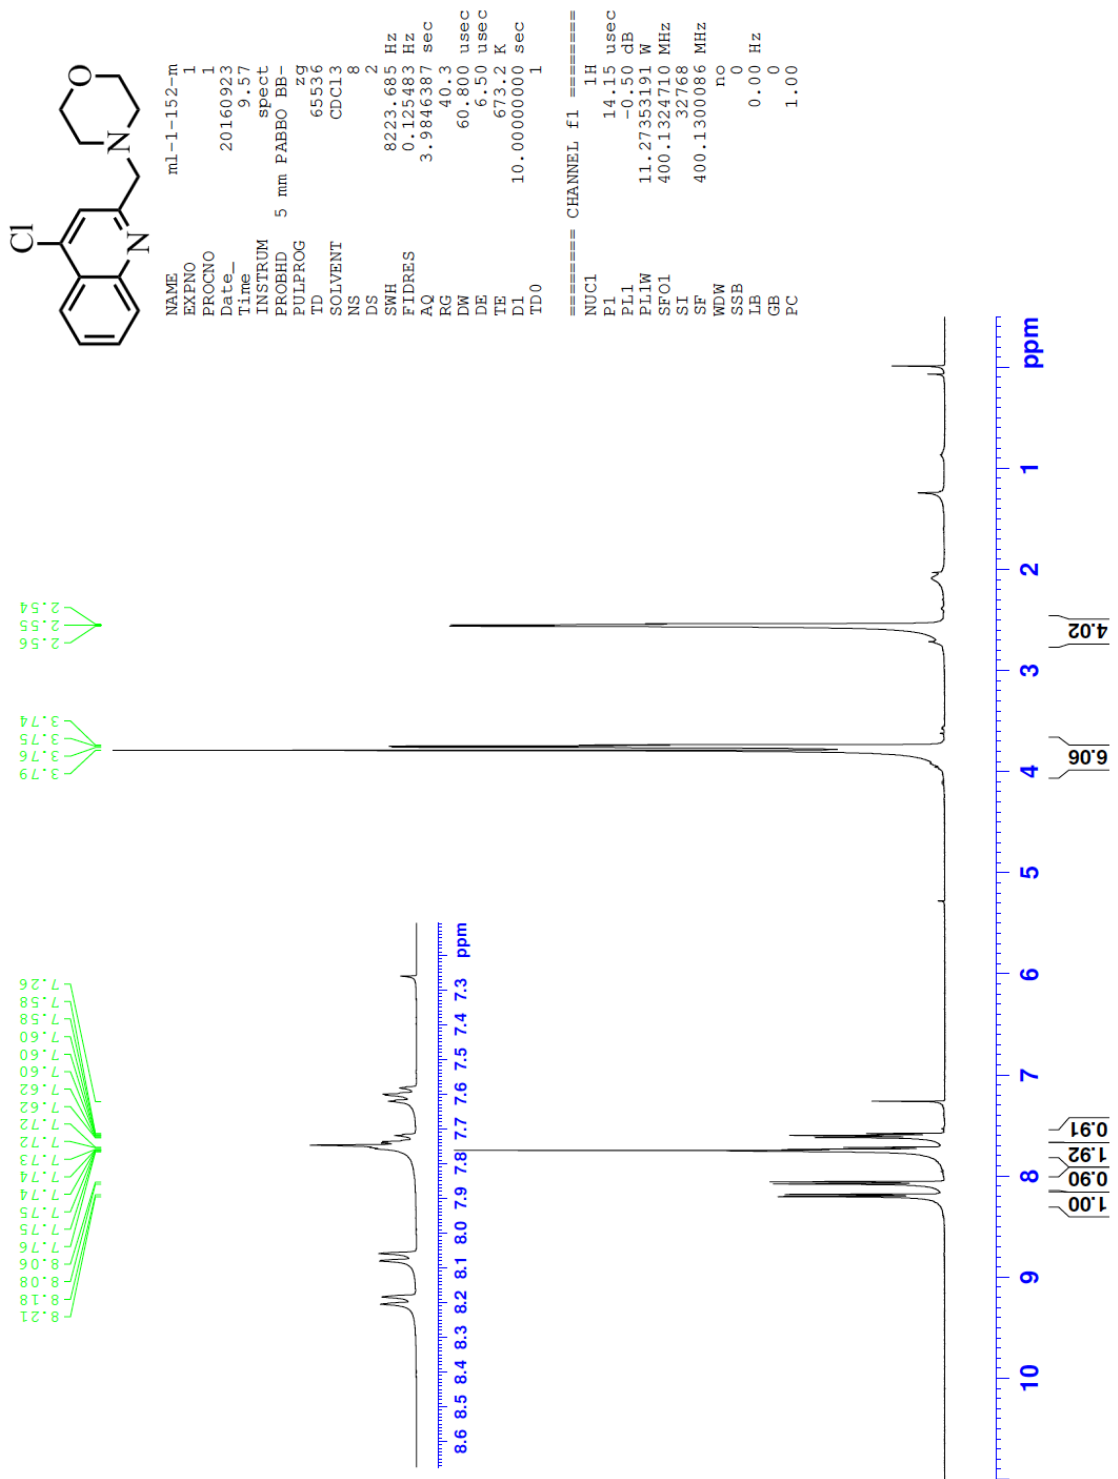 Cl
N
N
O
NAME ml-1-152-m
EXPNO 1
PROCNO 1
Date_ 20160923
Time 9.57
INSTRUM spect
PROBHD 5 mm PABBO BB-
PULPROG zg
TD 65536
SOLVENT CDCl3
NS 8
DS 2
SWH 8223.685 Hz
FIDRES 0.125483 Hz
AQ 3.9846387 sec
RG 40.3
DW 60.800 usec
DE 6.50 usec
TE 673.2 K
D1 10.00000000 sec
TD0 1
======== CHANNEL f1 ========
NUC1 1H
P1 14.15 usec
PL1 -0.50 dB
PL1W 11.27353191 W
SFO1 400.1324710 MHz
SI 32768
SF 400.1300086 MHz
WDW no
SSB 0
LB 0.00 Hz
GB 0
PC 1.00
8.21
8.18
8.08
8.06
7.76
7.75
7.75
7.74
7.74
7.73
7.72
7.72
7.62
7.62
7.60
7.60
7.60
7.58
7.58
7.26
3.79
3.76
3.75
3.74
2.56
2.55
2.54
8.6 8.5 8.4 8.3 8.2 8.1 8.0 7.9 7.8 7.7 7.6 7.5 7.4 7.3 ppm
10 9 8 7 6 5 4 3 2 1 ppm
1.00
0.90
1.92
0.91
6.06
4.02